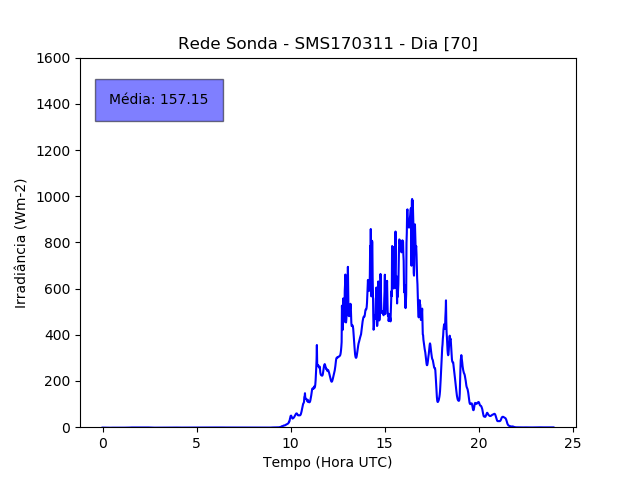 Rede Sonda - SMS170311 - Dia [70]
Média: 157.15
Irradiância (Wm-2)
1600
1400
1200
1000
800
600
400
200
0
0 5 10 15 20 25
Tempo (Hora UTC)